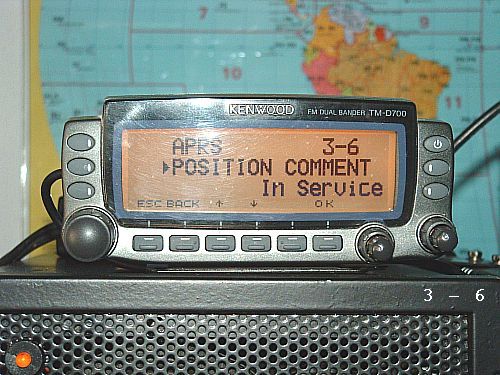 7
9
10
11
KENWOOD FM DUAL BANDER TM-D700
APRS 3-6
▸POSITION COMMENT
In Service
ESC BACK ↑ ↓ OK
3 – 6